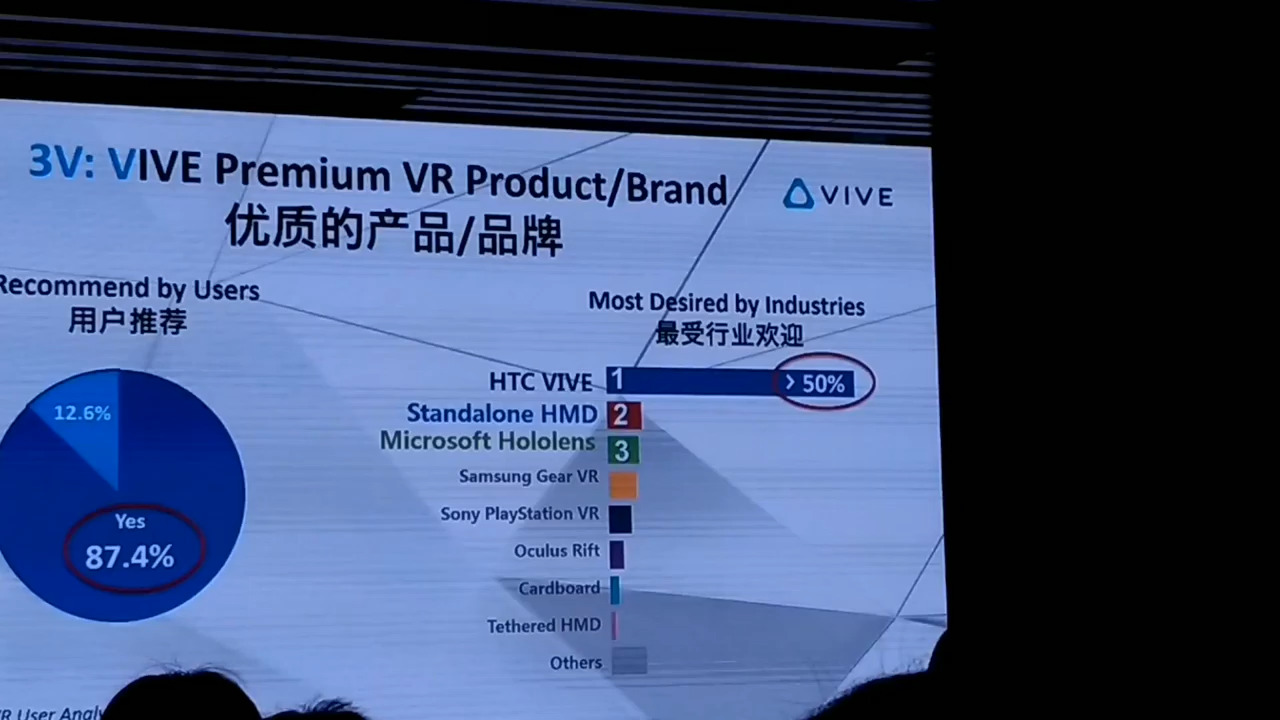 3V: VIVE Premium VR Product/Brand
VIVE
优质的产品/品牌
Recommend by Users
用户推荐
12.6%
Yes
87.4%
Most Desired by Industries
最受行业欢迎
HTC VIVE 1 > 50%
Standalone HMD 2
Microsoft Hololens 3
Samsung Gear VR
Sony PlayStation VR
Oculus Rift
Cardboard
Tethered HMD
Others
User